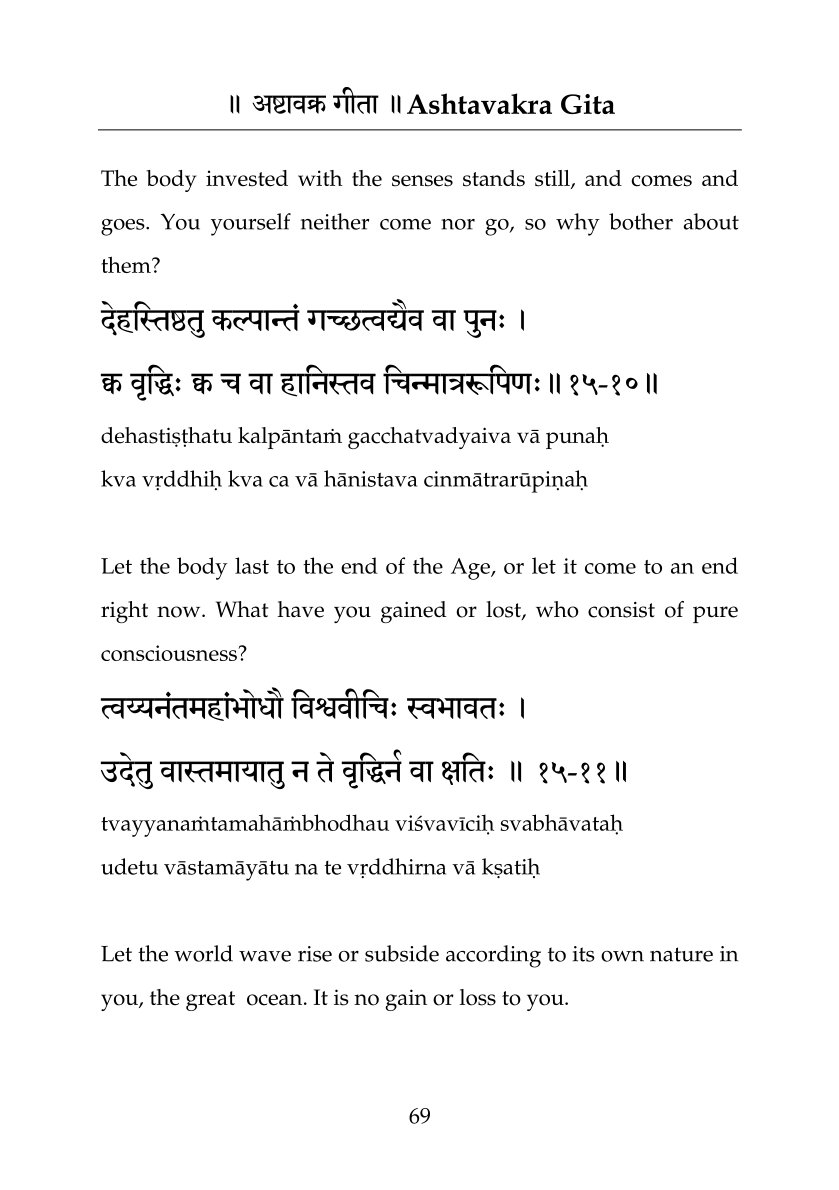 ॥ अष्टावक्र गीता ॥ Ashtavakra Gita
The body invested with the senses stands still, and comes and
goes. You yourself neither come nor go, so why bother about
them?
देहस्तिष्ठतु कल्पान्तं गच्छत्वद्यैव वा पुनः ।
क्व वृद्धिः क्व च वा हानिस्तव चिन्मात्ररूपिणः॥ १५-१०॥
dehastiṣṭhatu kalpāntaṁ gacchatvadyaiva vā punaḥ
kva vṛddhiḥ kva ca vā hānistava cinmātrarūpiṇaḥ
Let the body last to the end of the Age, or let it come to an end
right now. What have you gained or lost, who consist of pure
consciousness?
त्वय्यनंतमहांभोधौ विश्ववीचिः स्वभावतः ।
उदेतु वास्तमायातु न ते वृद्धिर्न वा क्षतिः ॥ १५-११॥
tvayyanaṁtamahāṁbhodhau viśvavīciḥ svabhāvataḥ
udetu vāstamāyātu na te vṛddhirna vā kṣatiḥ
Let the world wave rise or subside according to its own nature in
you, the great  ocean. It is no gain or loss to you.
69